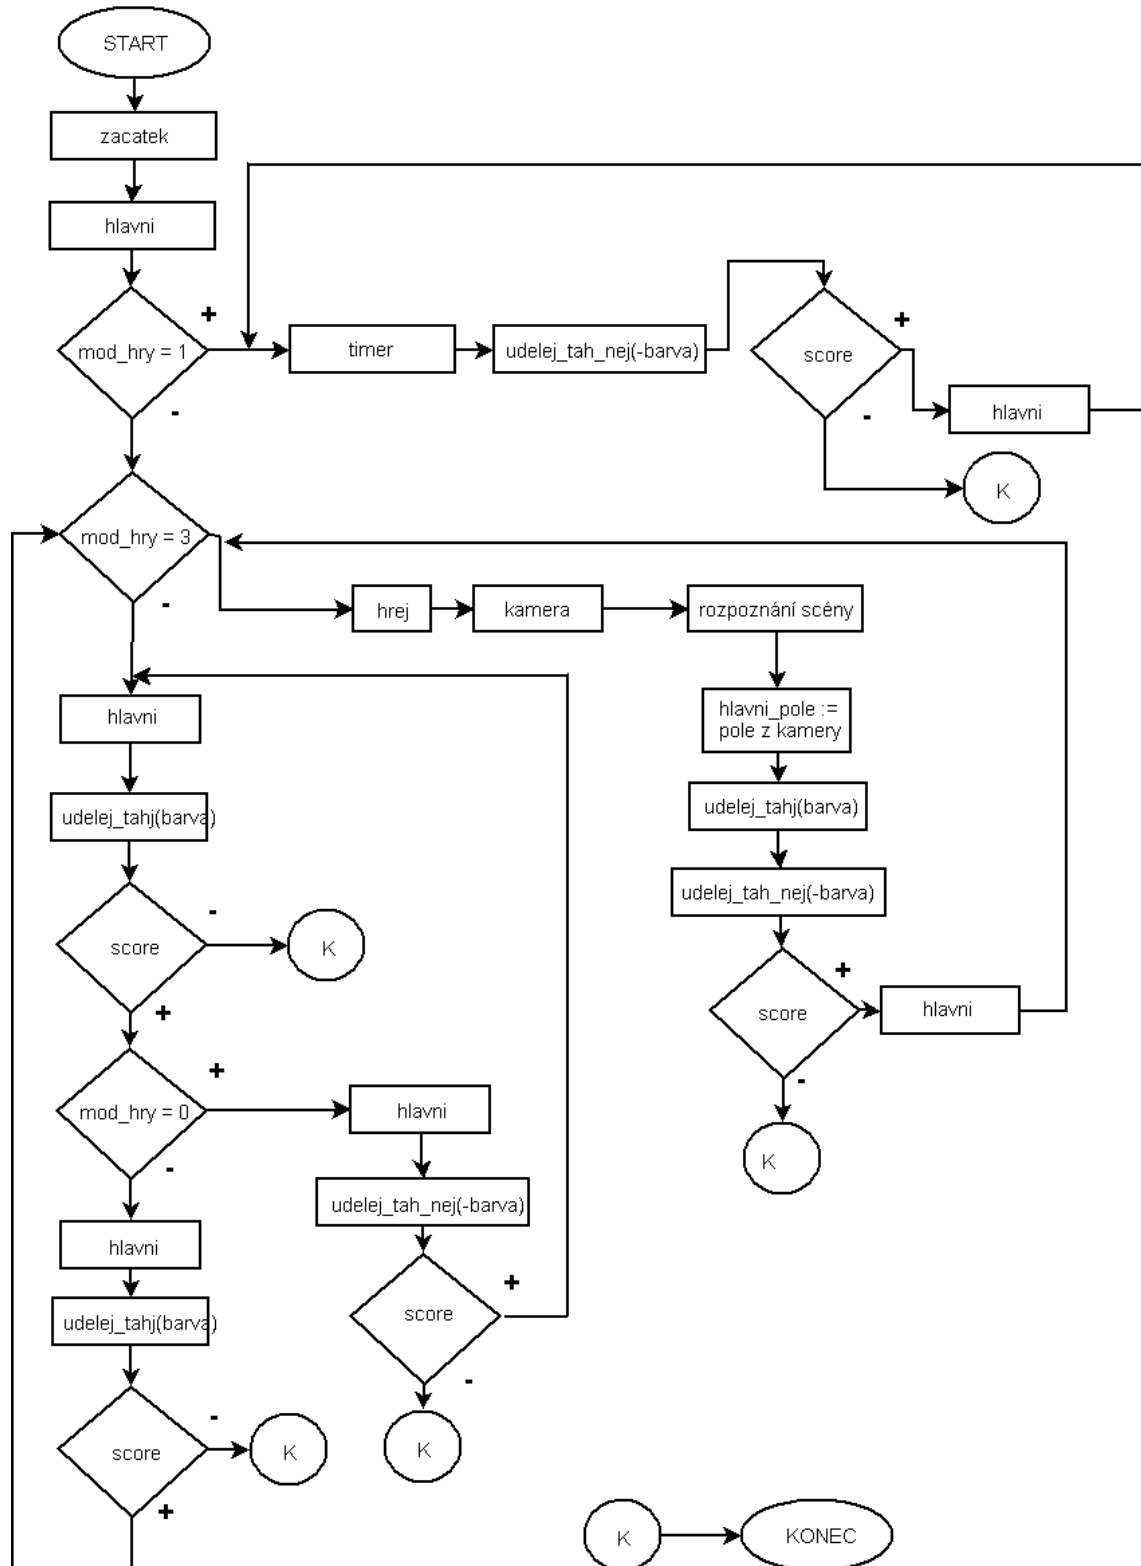 START
zacatek
hlavni
mod_hry = 1
+
-
timer
udelej_tah_nej(-barva)
score
+
-
hlavni
K
mod_hry = 3
-
hrej
kamera
rozpoznání scény
hlavni_pole :=
pole z kamery
udelej_tahj(barva)
udelej_tah_nej(-barva)
score
+
-
hlavni
K
hlavni
udelej_tahj(barva)
score
-
+
K
mod_hry = 0
+
-
hlavni
udelej_tah_nej(-barva)
score
+
-
K
hlavni
udelej_tahj(barva)
score
-
+
K
K
KONEC